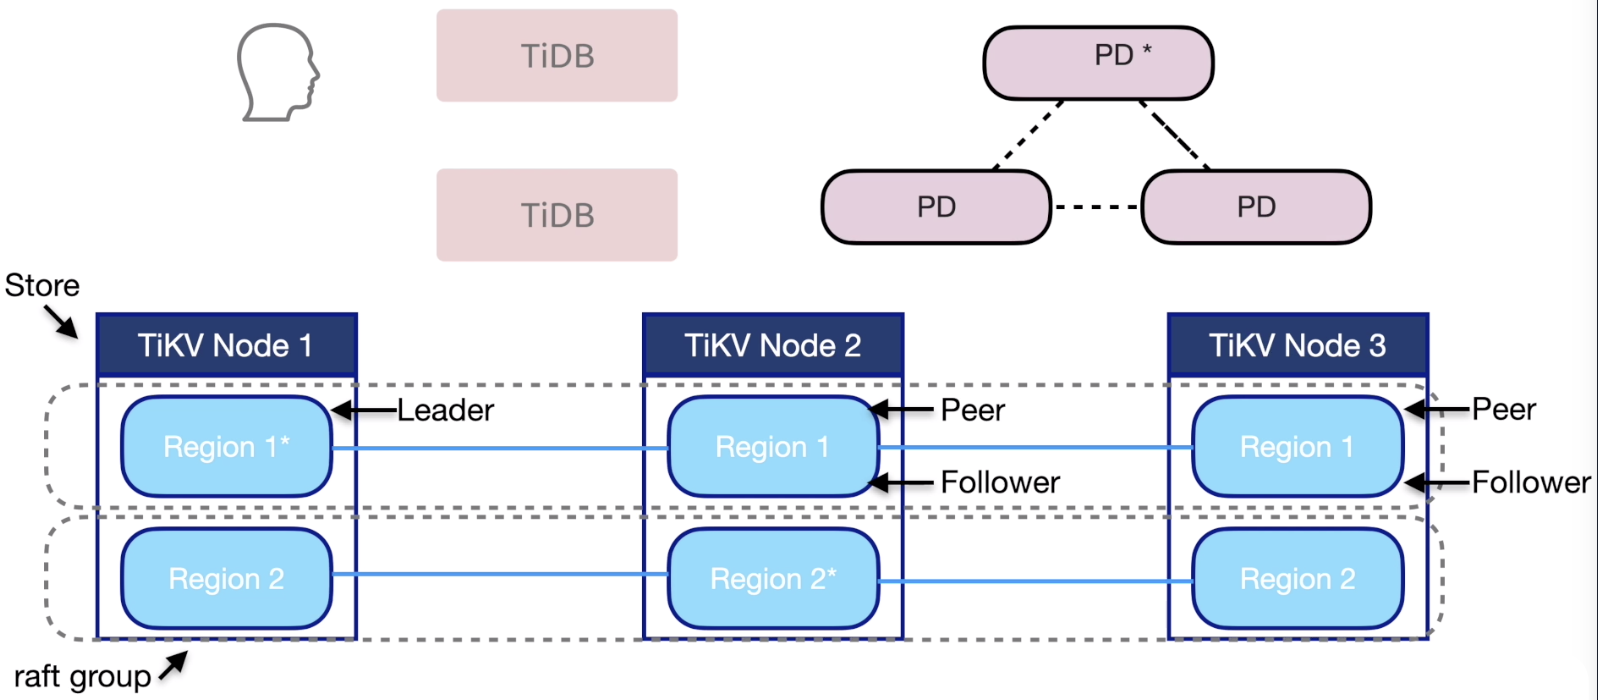 TiDB
PD *
TiDB
PD
PD
Store
TiKV Node 1
TiKV Node 2
TiKV Node 3
Region 1*
Leader
Region 1
Peer
Follower
Region 1
Peer
Follower
Region 2
Region 2*
Region 2
raft group